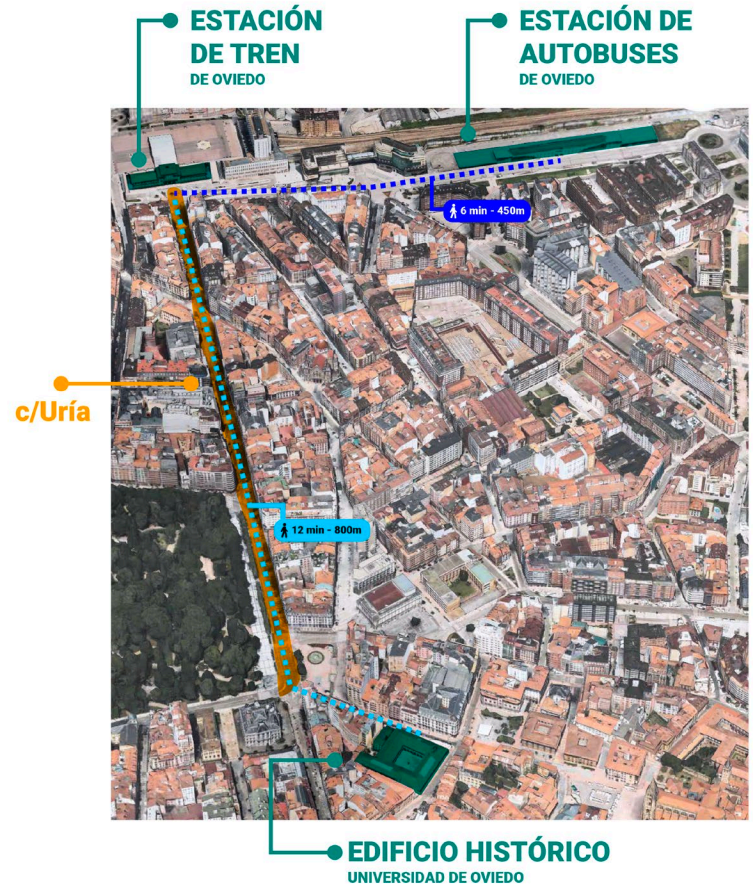 ESTACIÓN
DE TREN
DE OVIEDO
ESTACIÓN DE
AUTOBUSES
DE OVIEDO
6 min - 450m
c/Uría
12 min - 800m
EDIFICIO HISTÓRICO
UNIVERSIDAD DE OVIEDO